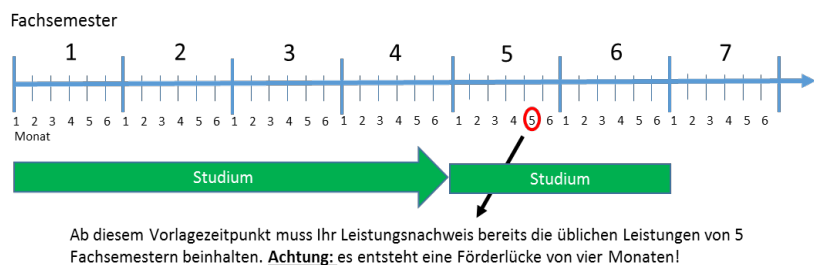 Fachsemester
1 2 3 4 5 6 7
1 2 3 4 5 6 1 2 3 4 5 6 1 2 3 4 5 6 1 2 3 4 5 6 1 2 3 4 5 6 1 2 3 4 5 6 1 2 3 4 5 6
Monat
Studium Studium
Ab diesem Vorlagezeitpunkt muss Ihr Leistungsnachweis bereits die üblichen Leistungen von 5
Fachsemestern beinhalten. Achtung: es entsteht eine Förderlücke von vier Monaten!